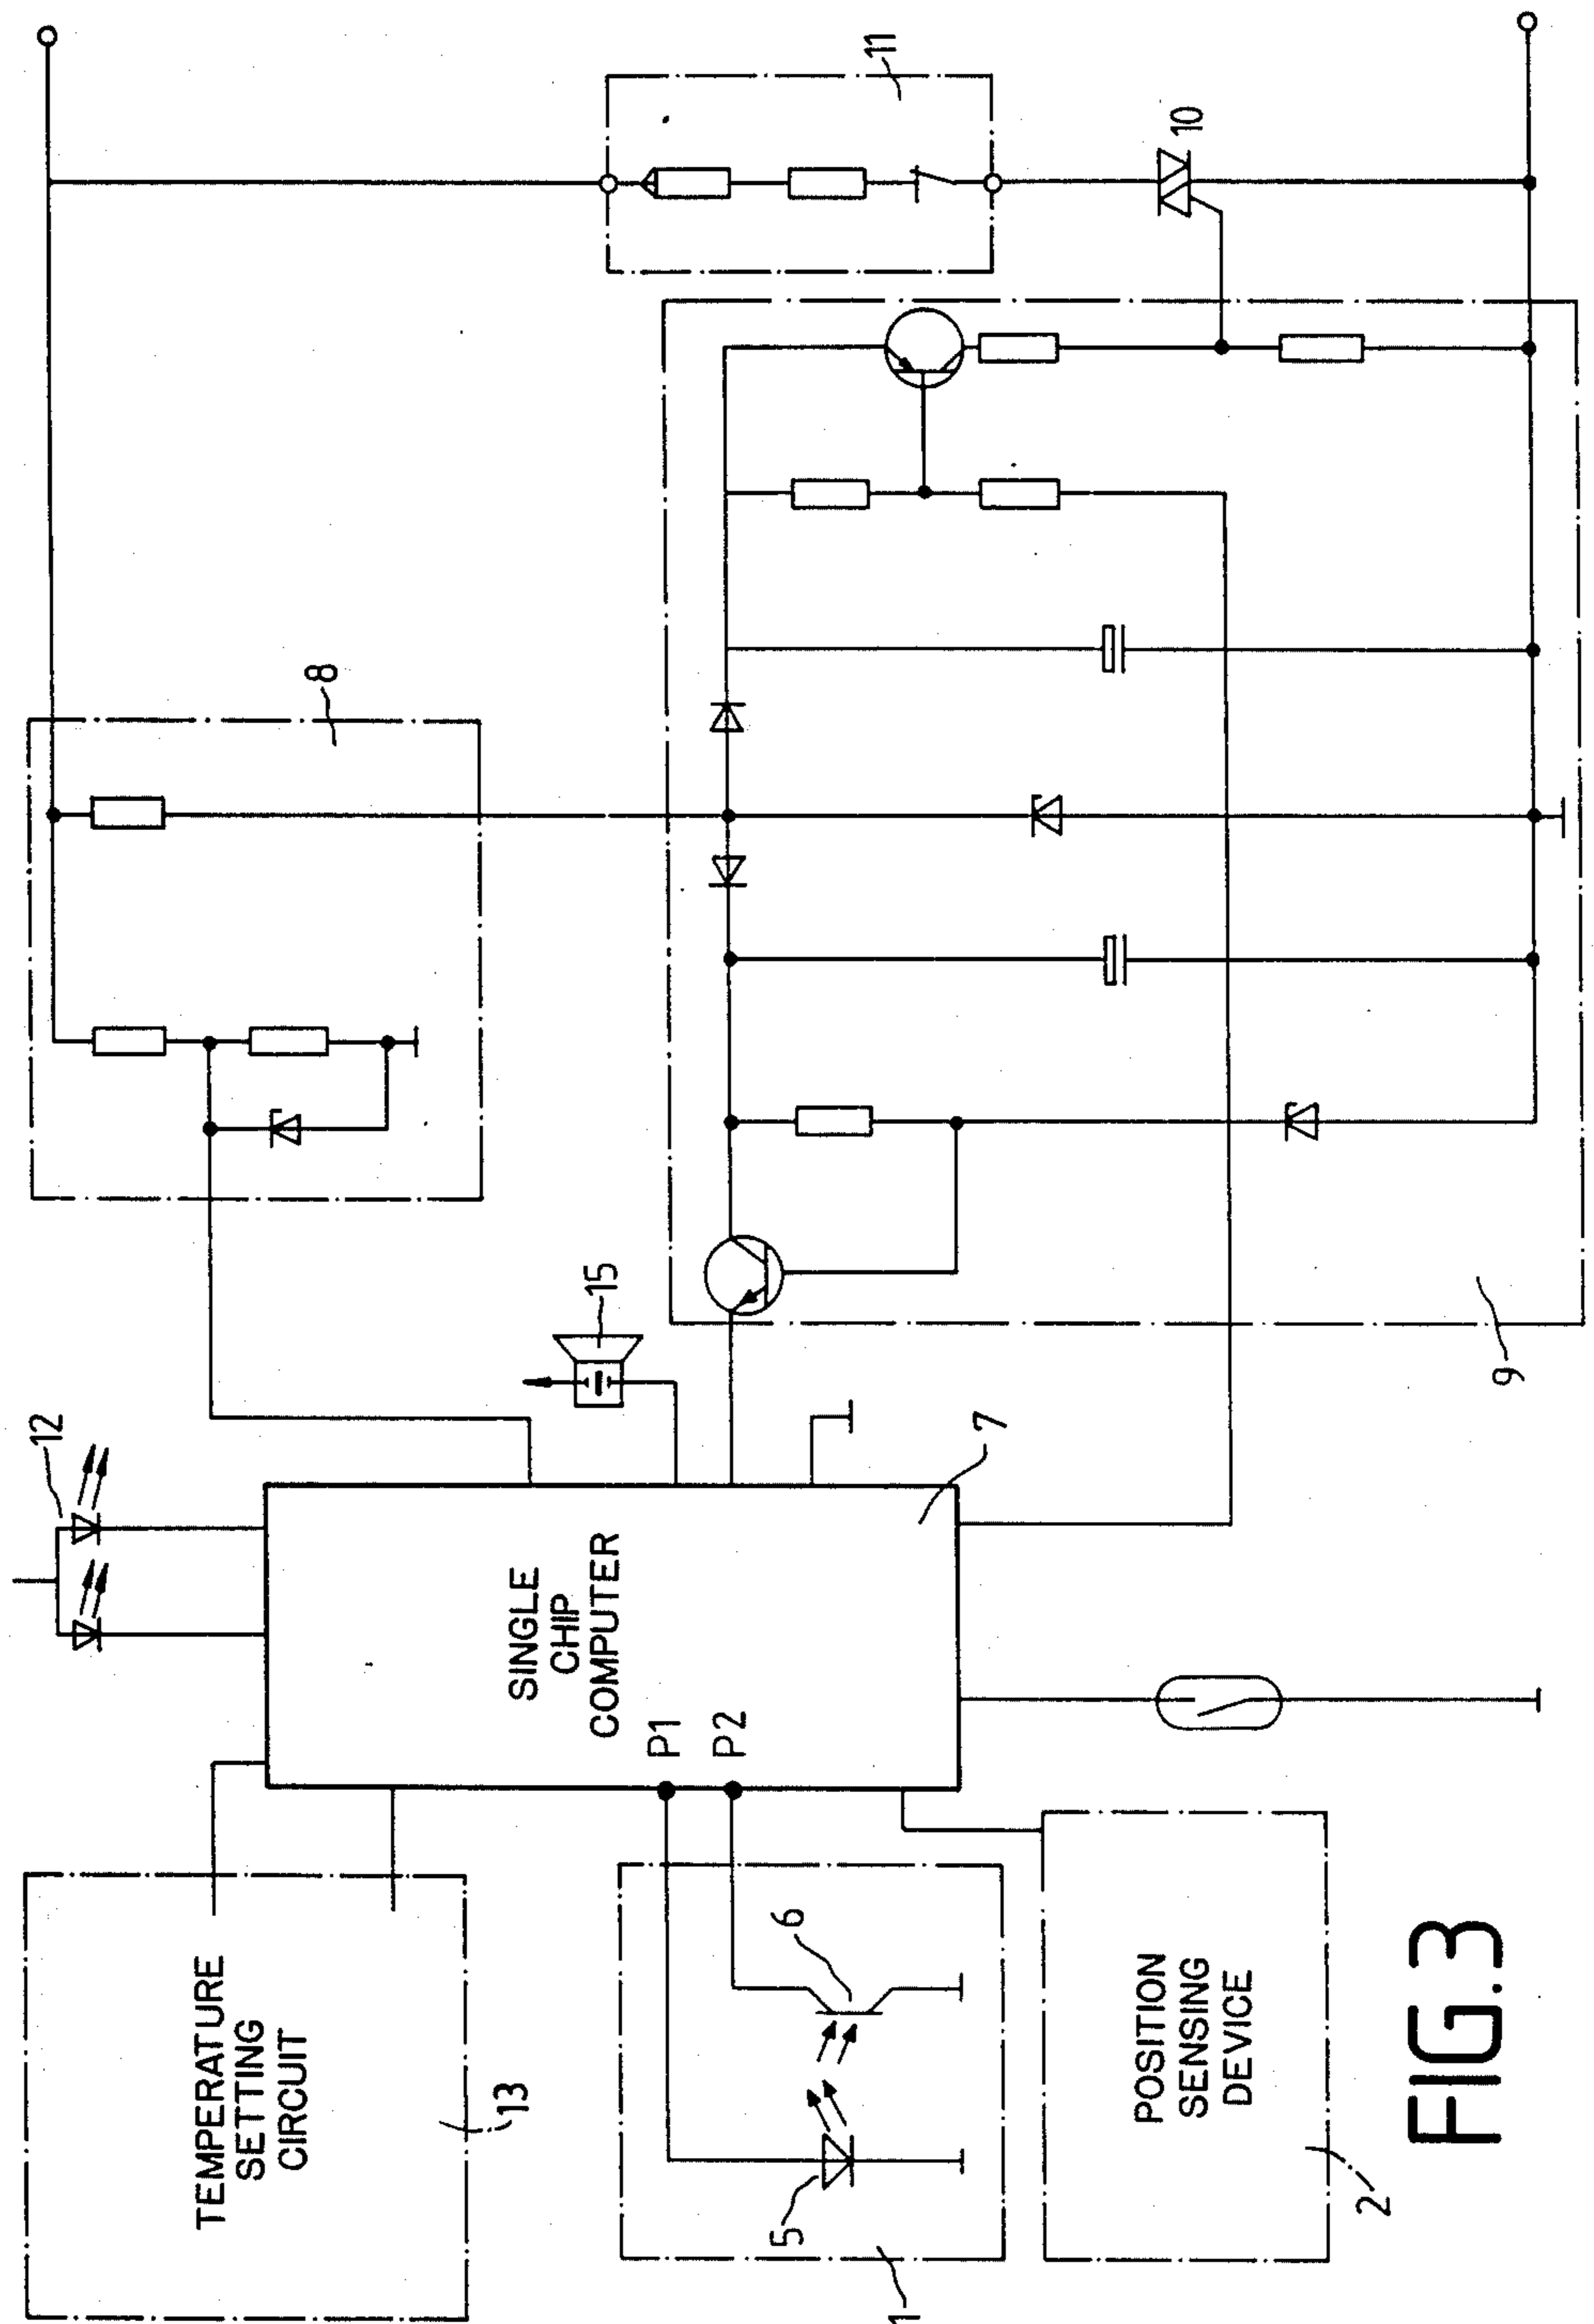 TEMPERATURE
SETTING
CIRCUIT
13
12
8
11
SINGLE
CHIP
COMPUTER
P1
P2
7
15
5
6
1
10
9
POSITION
SENSING
DEVICE
2
FIG.3